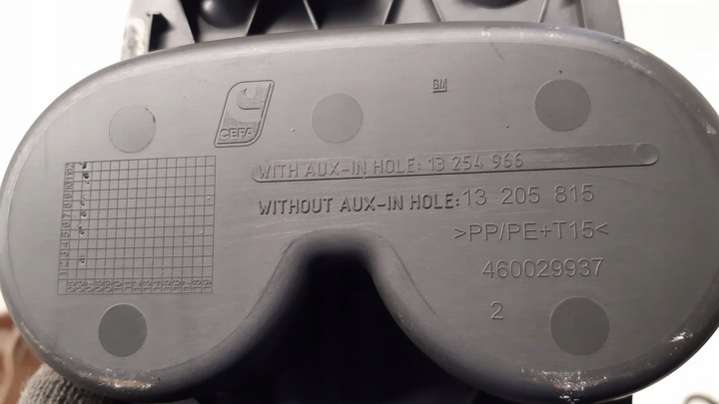 GM
CEFA
WITH AUX-IN HOLE: 13 254 966
WITHOUT AUX-IN HOLE: 13 205 815
>PP/PE+T15<
460029937
2